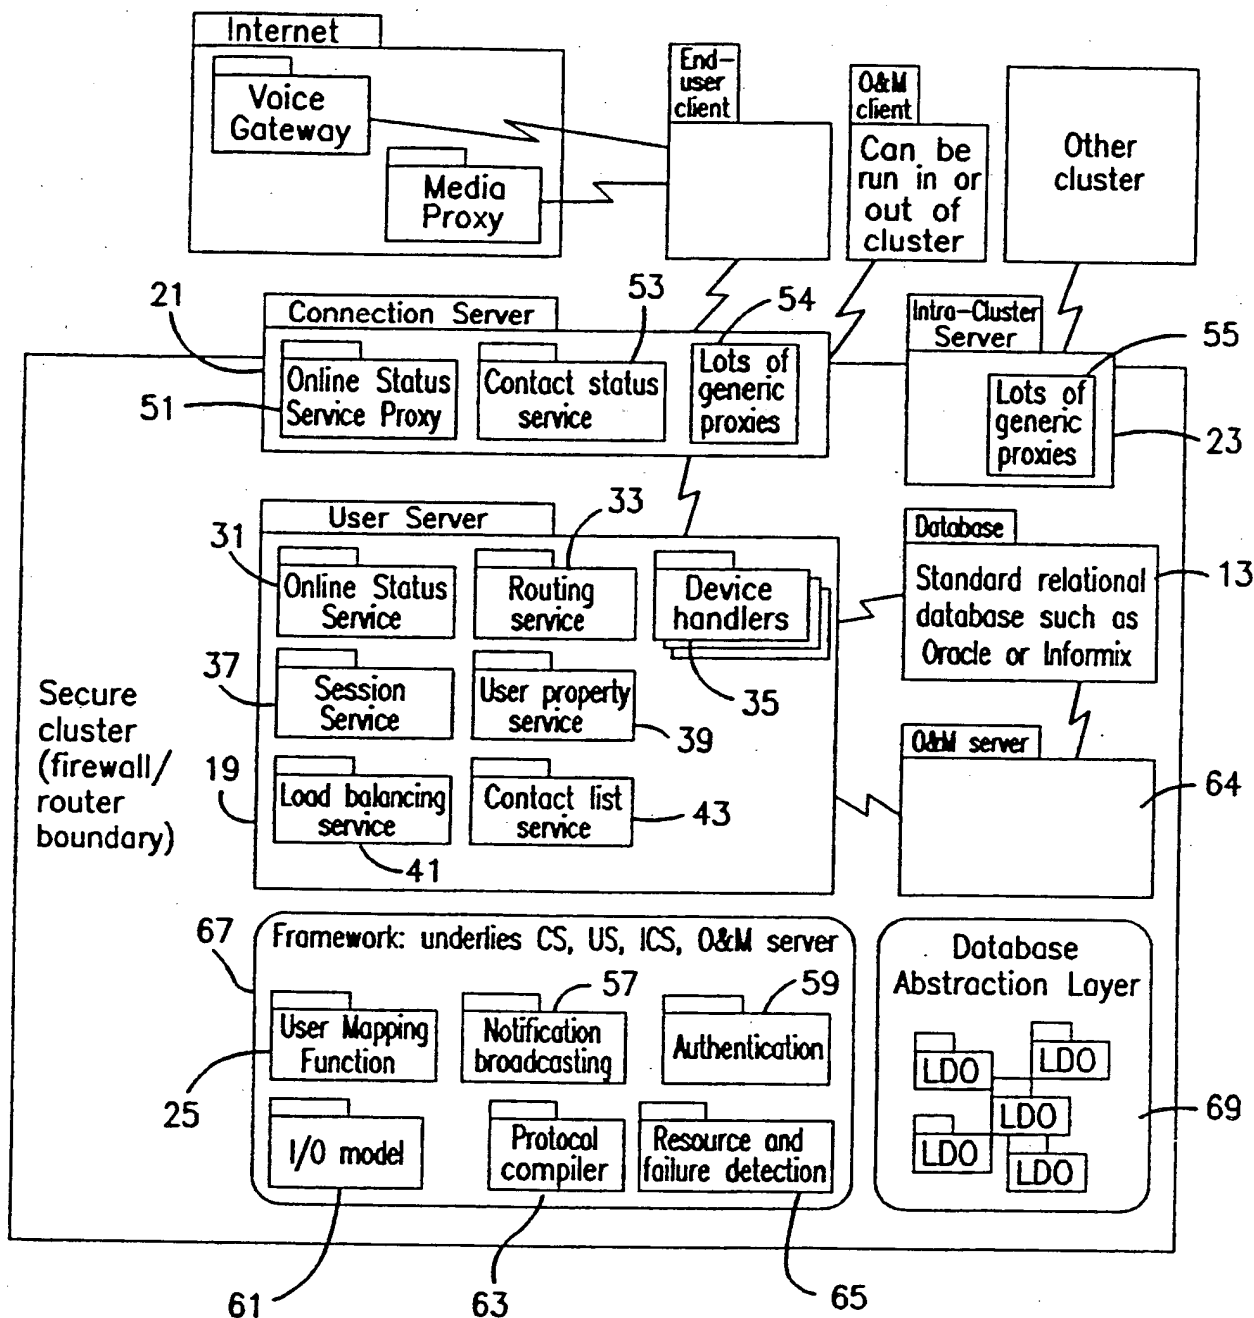 Internet
Voice
Gateway
Media
Proxy
End-
user
client
O&M
client
Can be
run in or
out of
cluster
Other
cluster
21
Connection Server
53
54
Intra-Cluster
Server
55
Online Status
Service Proxy
51
Contact status
service
Lots of
generic
proxies
Lots of
generic
proxies
23
User Server
33
31
Online Status
Service
Routing
service
Device
handlers
35
Database
Standard relational
database such as
Oracle or Informix
13
37
Session
Service
User property
service
39
Secure
cluster
(firewall/
router
boundary)
19
Load balancing
service
41
Contact list
service
43
O&M server
64
67
Framework: underlies CS, US, ICS, O&M server
57
59
User Mapping
Function
25
Notification
broadcasting
Authentication
I/O model
61
Protocol
compiler
63
Resource and
failure detection
65
Database
Abstraction Layer
LDO
LDO
LDO
LDO
LDO
69